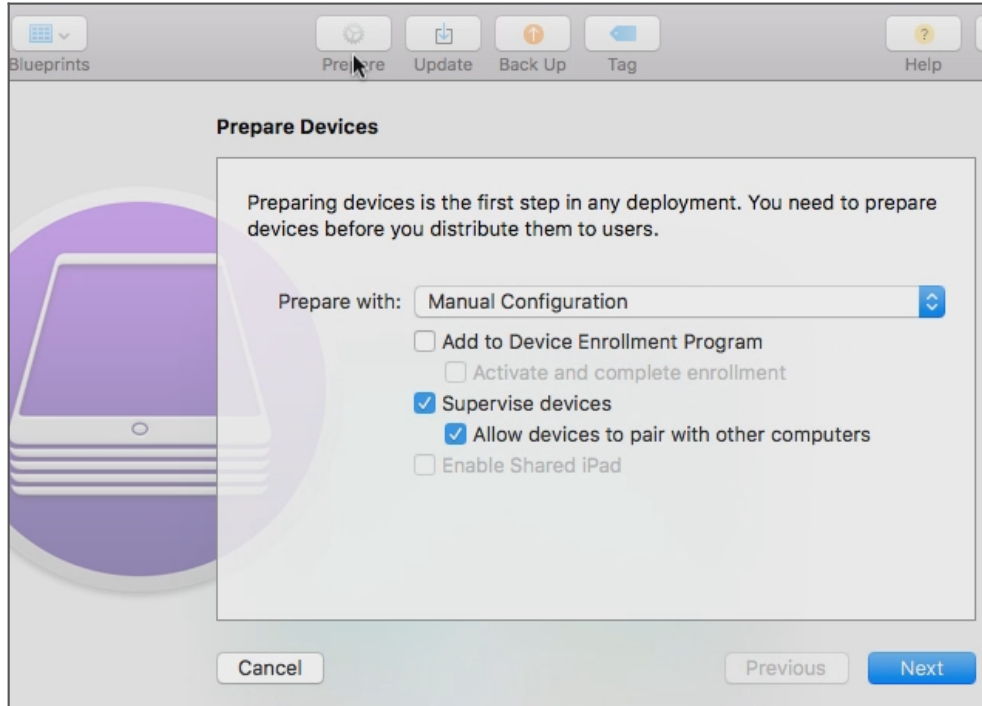 Blueprints Prepare Update Back Up Tag Help
Prepare Devices
Preparing devices is the first step in any deployment. You need to prepare
devices before you distribute them to users.
Prepare with: Manual Configuration
Add to Device Enrollment Program
Activate and complete enrollment
Supervise devices
Allow devices to pair with other computers
Enable Shared iPad
Cancel Previous Next